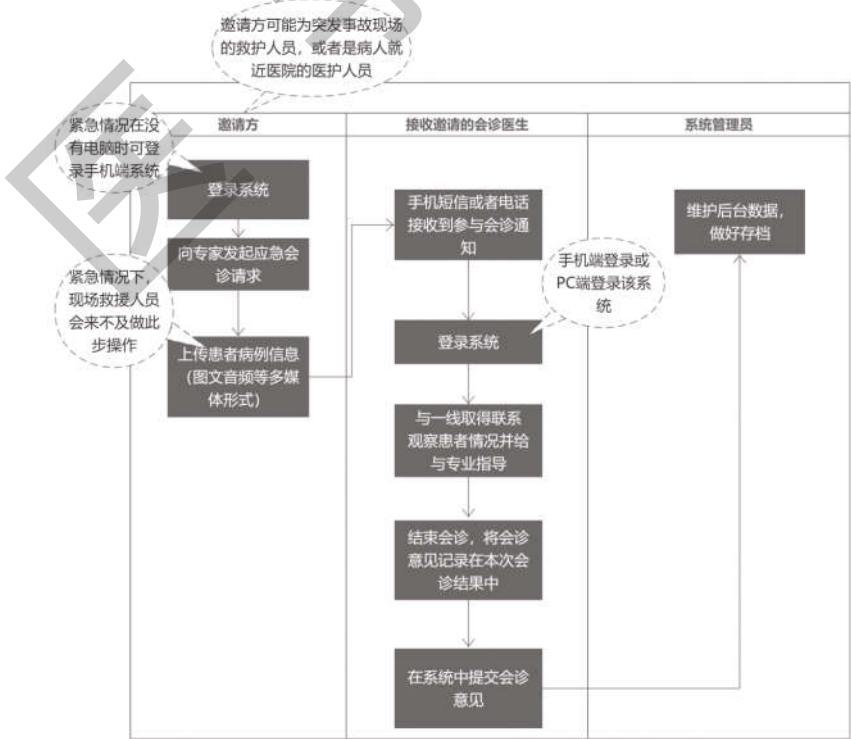 邀请方可能为突发事故现场
的救护人员，或者是病人就
近医院的医护人员
邀请方
接收邀请的会诊医生
系统管理员
紧急情况在没
有电脑时可登
录手机端系统
登录系统
向专家发起应急会
诊请求
紧急情况下，
现场救援人员
会来不及做此
步操作
上传患者病例信息
（图文音频等多媒
体形式）
手机短信或者电话
接收到参与会诊通
知
手机端登录或
PC端登录该系
统
登录系统
与一线取得联系
观察患者情况并给
与专业指导
结束会诊，将会诊
意见记录在本次会
诊结果中
在系统中提交会诊
意见
维护后台数据，
做好存档
医